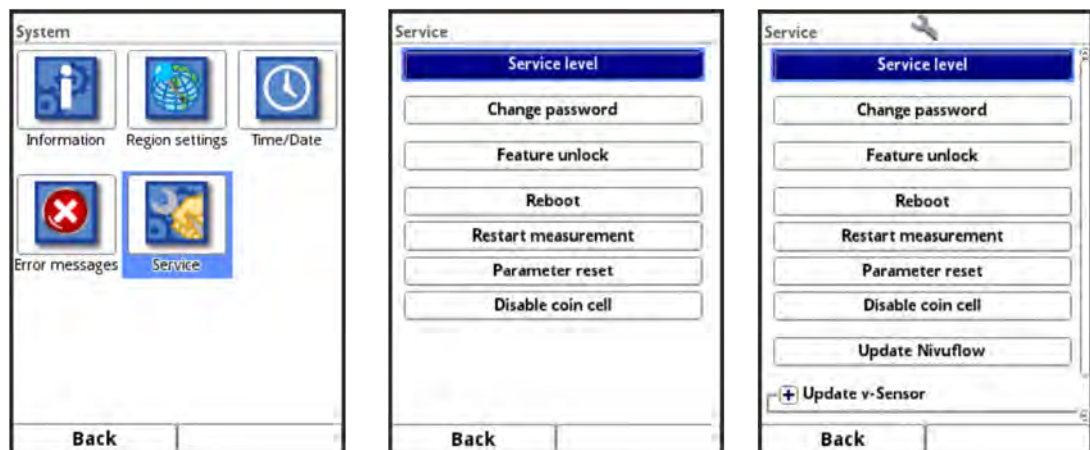 System
Information Region settings Time/Date
Error messages Service
Back
Service
Service level
Change password
Feature unlock
Reboot
Restart measurement
Parameter reset
Disable coin cell
Back
Service
Service level
Change password
Feature unlock
Reboot
Restart measurement
Parameter reset
Disable coin cell
Update Nivuflow
Update v-Sensor
Back